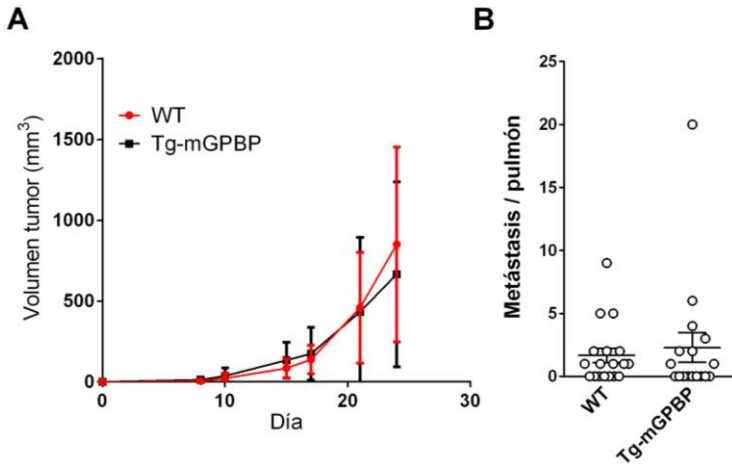 A
Volumen tumor (mm³)
2000
1500
1000
500
0
WT
Tg-mGPBP
0
10
20
30
Día
B
Metástasis / pulmón
25
20
15
10
5
0
WT
Tg-mGPBP